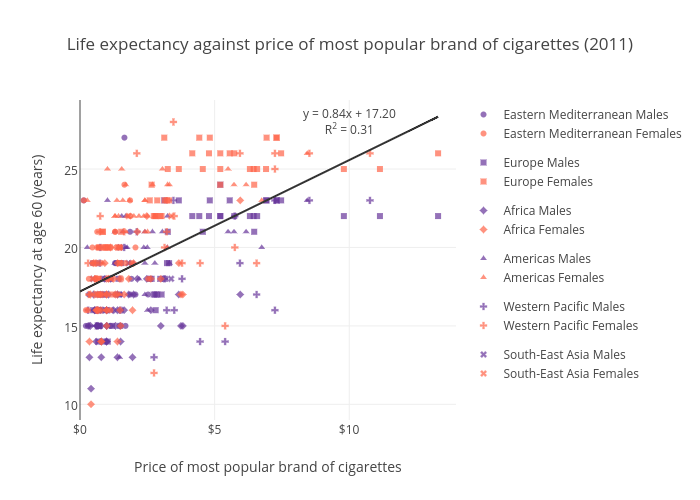 Life expectancy against price of most popular brand of cigarettes (2011)
y = 0.84x + 17.20
R² = 0.31
Life expectancy at age 60 (years)
25
20
15
10
$0
$5
$10
Price of most popular brand of cigarettes
Eastern Mediterranean Males
Eastern Mediterranean Females
Europe Males
Europe Females
Africa Males
Africa Females
Americas Males
Americas Females
Western Pacific Males
Western Pacific Females
South-East Asia Males
South-East Asia Females